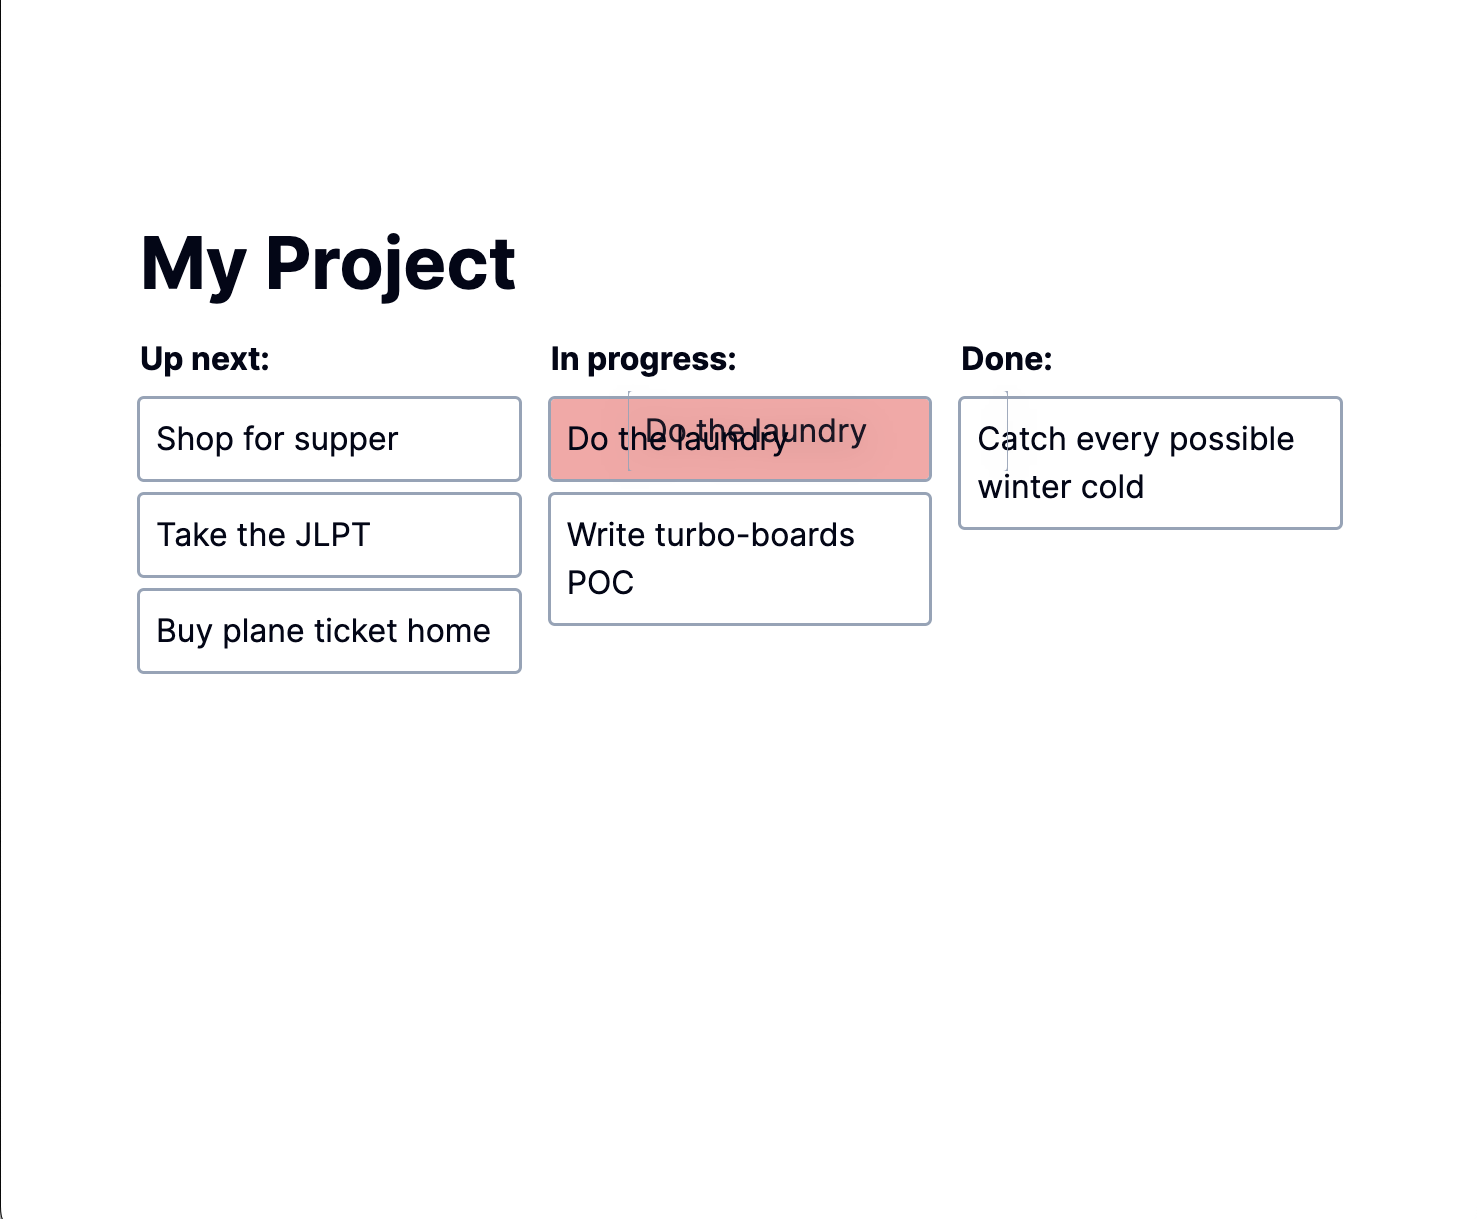 My Project
Up next:
Shop for supper
Take the JLPT
Buy plane ticket home
In progress:
Do the laundry
Do the laundry
Write turbo-boards
POC
Done:
Catch every possible
winter cold